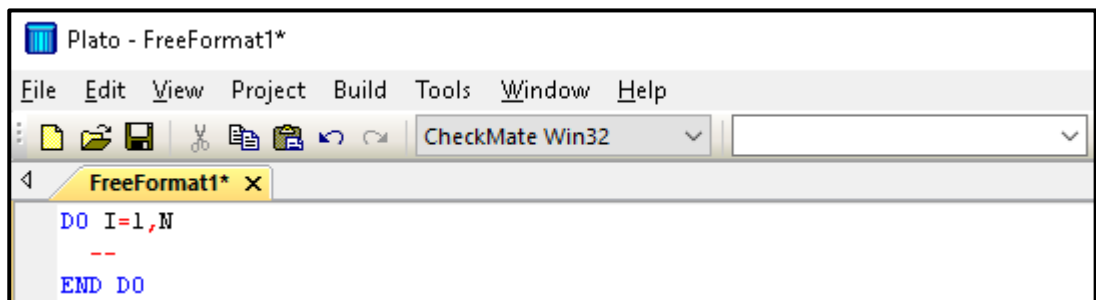 Plato - FreeFormat1*
File Edit View Project Build Tools Window Help
CheckMate Win32
FreeFormat1* X
DO I=1,N
--
END DO